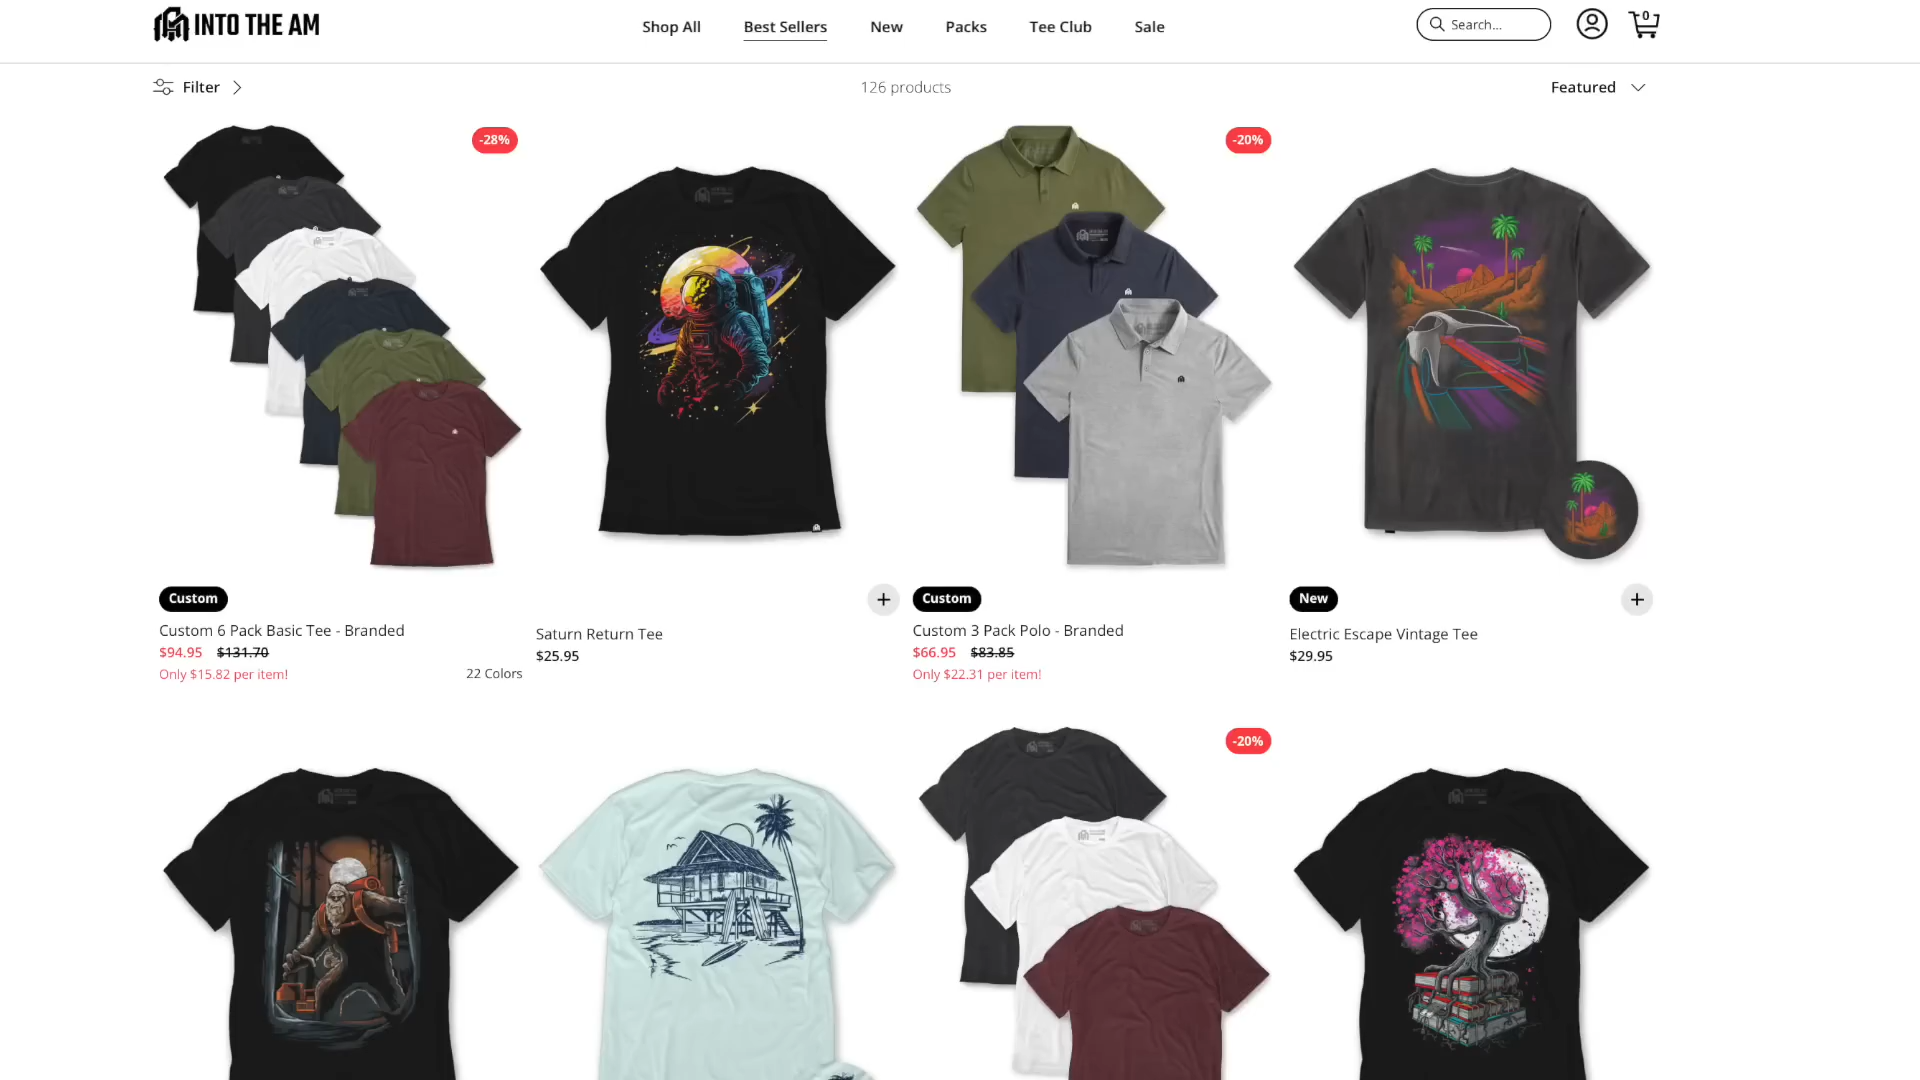 INTO THE AM
Shop All
Best Sellers
New
Packs
Tee Club
Sale
Search...
0
Filter
126 products
Featured
-28%
-20%
Custom
Custom 6 Pack Basic Tee - Branded
$94.95 $131.70
Only $15.82 per item!
22 Colors
Saturn Return Tee
$25.95
Custom
Custom 3 Pack Polo - Branded
$66.95 $83.85
Only $22.31 per item!
New
Electric Escape Vintage Tee
$29.95
-20%